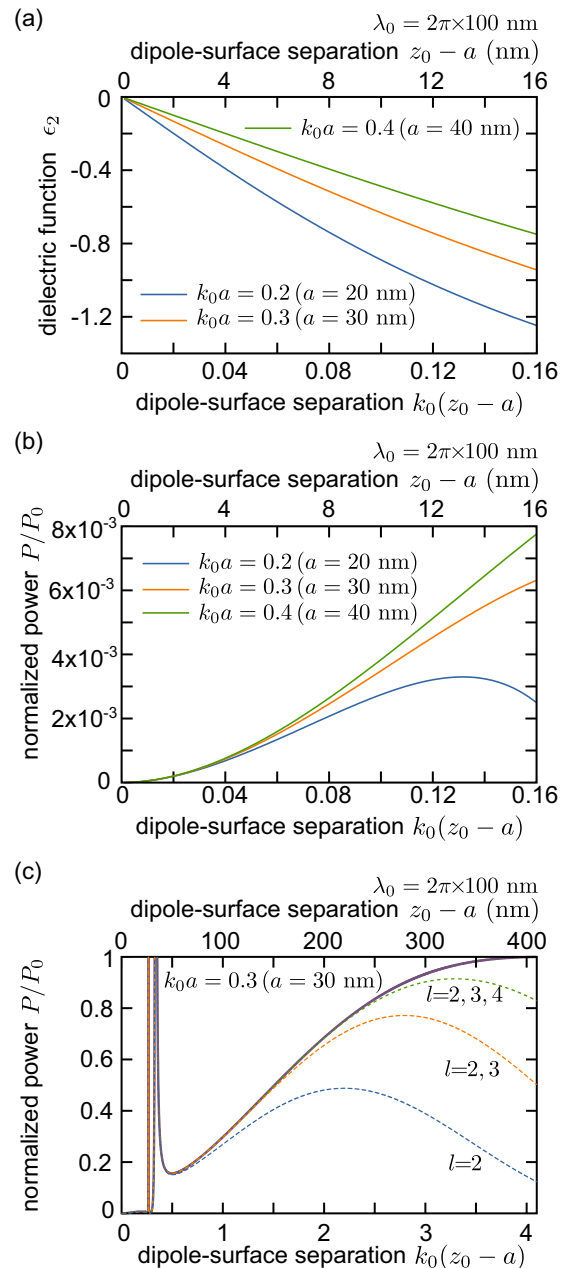 (a)
λ₀ = 2π×100 nm
dipole-surface separation z₀ − a (nm)
0 4 8 12 16
0
-0.4
-0.8
-1.2
dielectric function ϵ₂
k₀a = 0.4 (a = 40 nm)
k₀a = 0.2 (a = 20 nm)
k₀a = 0.3 (a = 30 nm)
0 0.04 0.08 0.12 0.16
dipole-surface separation k₀(z₀ − a)
(b)
λ₀ = 2π×100 nm
dipole-surface separation z₀ − a (nm)
0 4 8 12 16
8x10⁻³
6x10⁻³
4x10⁻³
2x10⁻³
0
normalized power P/P₀
k₀a = 0.2 (a = 20 nm)
k₀a = 0.3 (a = 30 nm)
k₀a = 0.4 (a = 40 nm)
0 0.04 0.08 0.12 0.16
dipole-surface separation k₀(z₀ − a)
(c)
λ₀ = 2π×100 nm
dipole-surface separation z₀ − a (nm)
0 100 200 300 400
1
0.8
0.6
0.4
0.2
0
normalized power P/P₀
k₀a = 0.3 (a = 30 nm)
l=2, 3, 4
l=2, 3
l=2
0 1 2 3 4
dipole-surface separation k₀(z₀ − a)